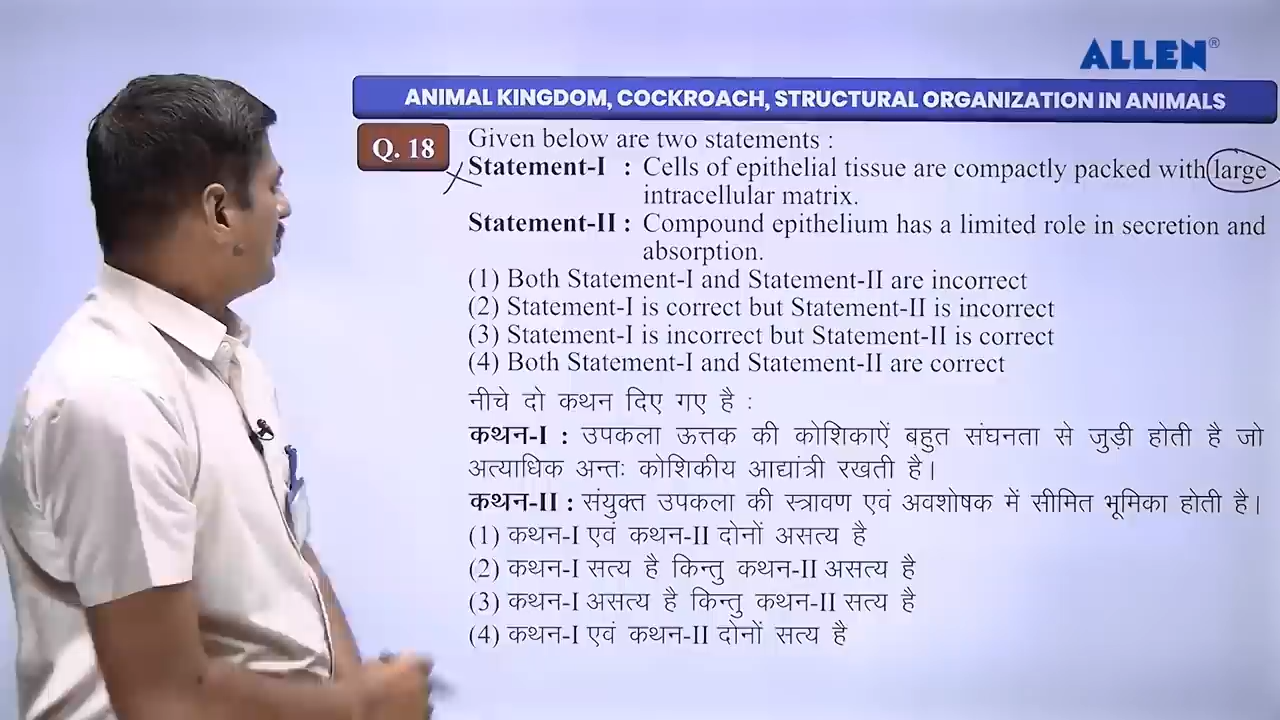 ALLEN®
ANIMAL KINGDOM, COCKROACH, STRUCTURAL ORGANIZATION IN ANIMALS
Q. 18
Given below are two statements :
Statement-I : Cells of epithelial tissue are compactly packed with large
intracellular matrix.
Statement-II : Compound epithelium has a limited role in secretion and
absorption.
(1) Both Statement-I and Statement-II are incorrect
(2) Statement-I is correct but Statement-II is incorrect
(3) Statement-I is incorrect but Statement-II is correct
(4) Both Statement-I and Statement-II are correct
नीचे दो कथन दिए गए है :
कथन-I : उपकला ऊत्तक की कोशिकाऐं बहुत संघनता से जुड़ी होती है जो
अत्याधिक अन्तः कोशिकीय आद्यांत्री रखती है।
कथन-II : संयुक्त उपकला की स्त्रावण एवं अवशोषक में सीमित भूमिका होती है।
(1) कथन-I एवं कथन-II दोनों असत्य है
(2) कथन-I सत्य है किन्तु कथन-II असत्य है
(3) कथन-I असत्य है किन्तु कथन-II सत्य है
(4) कथन-I एवं कथन-II दोनों सत्य है